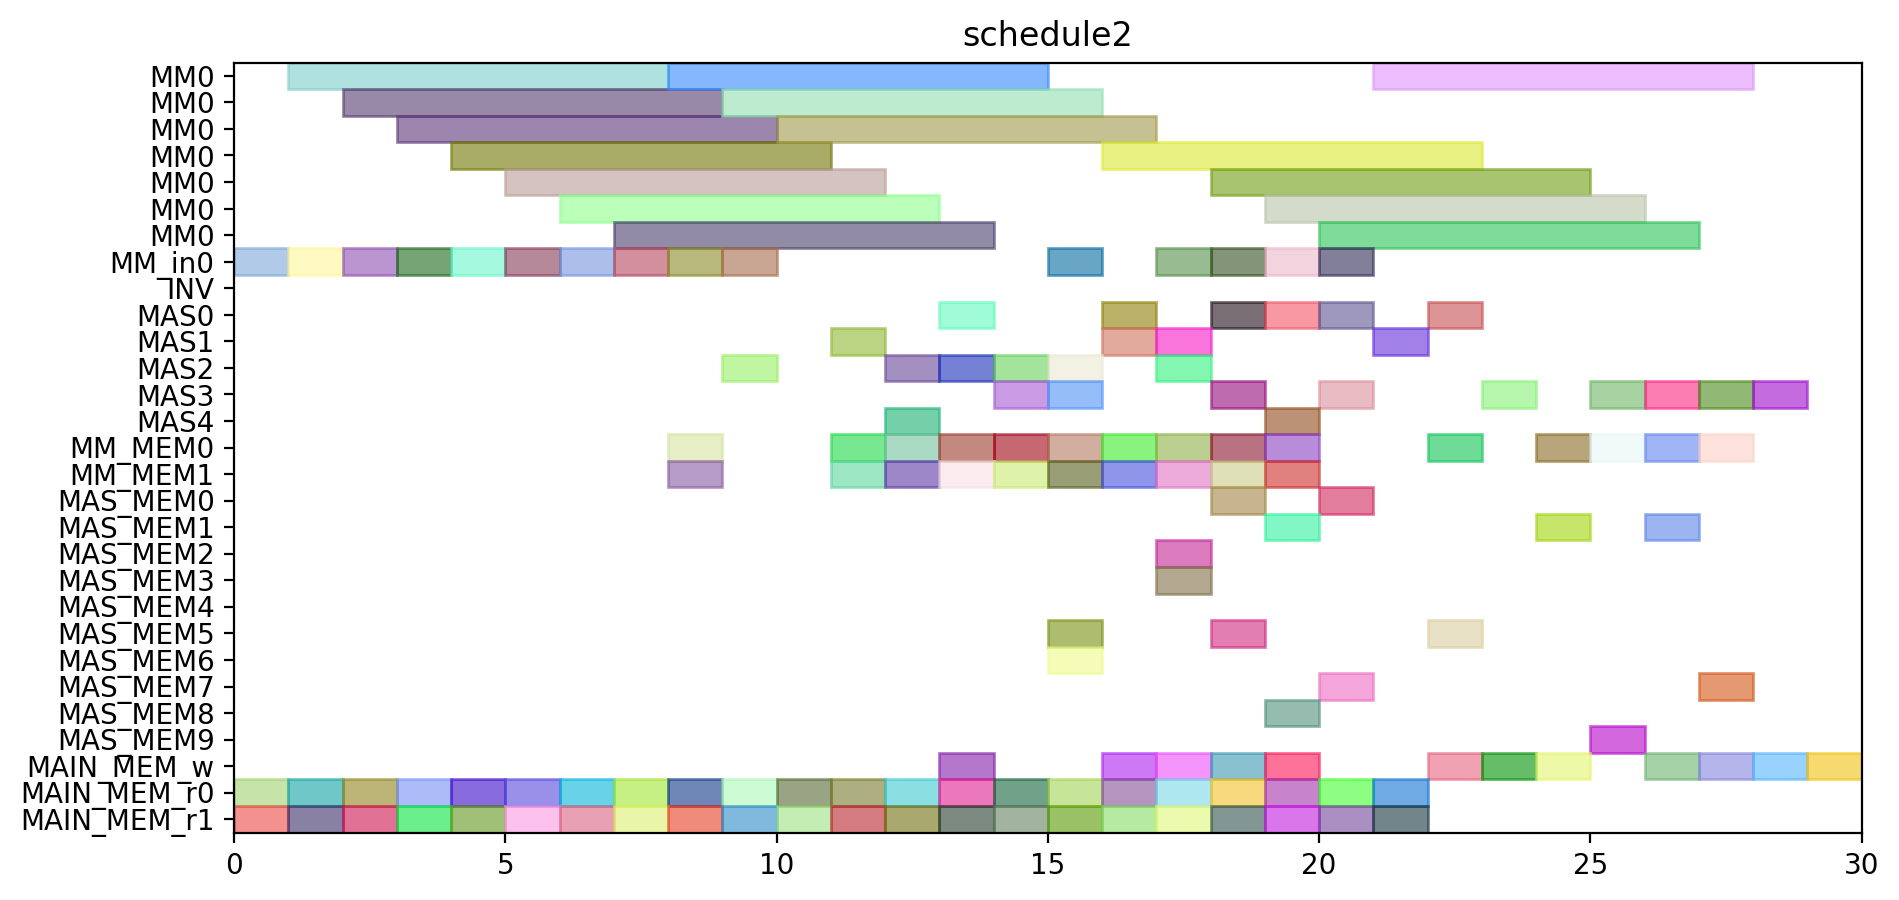 schedule2
MM0
MM0
MM0
MM0
MM0
MM0
MM0
MM_in0
INV
MAS0
MAS1
MAS2
MAS3
MAS4
MM_MEM0
MM_MEM1
MAS_MEM0
MAS_MEM1
MAS_MEM2
MAS_MEM3
MAS_MEM4
MAS_MEM5
MAS_MEM6
MAS_MEM7
MAS_MEM8
MAS_MEM9
MAIN_MEM_w
MAIN_MEM_r0
MAIN_MEM_r1
0 5 10 15 20 25 30